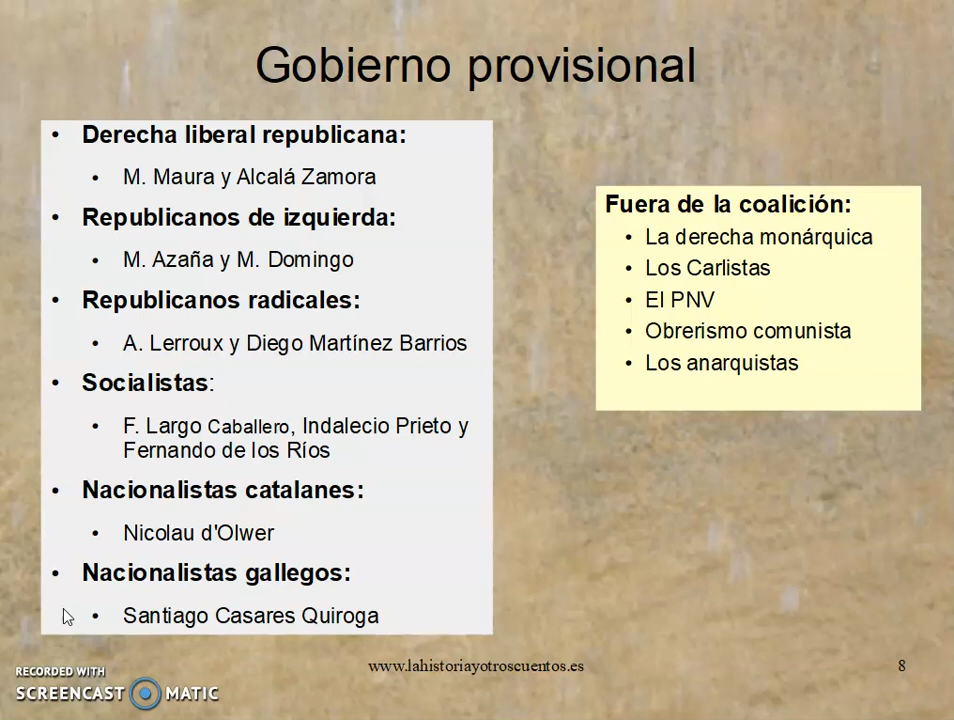 Gobierno provisional
• Derecha liberal republicana:
• M. Maura y Alcalá Zamora
• Republicanos de izquierda:
• M. Azaña y M. Domingo
• Republicanos radicales:
• A. Lerroux y Diego Martínez Barrios
• Socialistas:
• F. Largo Caballero, Indalecio Prieto y
Fernando de los Ríos
• Nacionalistas catalanes:
• Nicolau d'Olwer
• Nacionalistas gallegos:
• Santiago Casares Quiroga
Fuera de la coalición:
• La derecha monárquica
• Los Carlistas
• El PNV
• Obrerismo comunista
• Los anarquistas
www.lahistoriayotroscuentos.es
8
RECORDED WITH
SCREENCAST MATIC